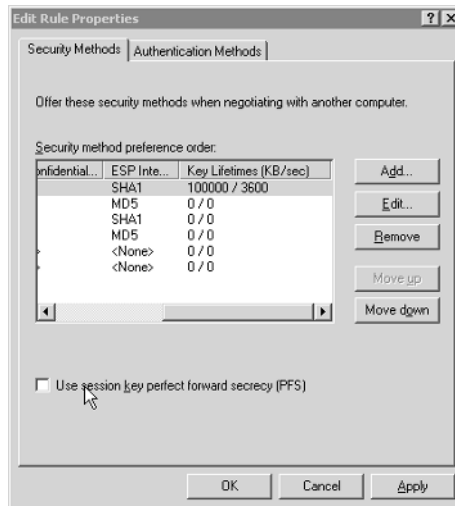 Edit Rule Properties
Security Methods Authentication Methods
Offer these security methods when negotiating with another computer.
Security method preference order:
onfidential... ESP Inte... Key Lifetimes (KB/sec)
SHA1 100000 / 3600
MD5 0 / 0
SHA1 0 / 0
MD5 0 / 0
<None> 0 / 0
<None> 0 / 0
Add...
Edit...
Remove
Move up
Move down
Use session key perfect forward secrecy (PFS)
OK Cancel Apply